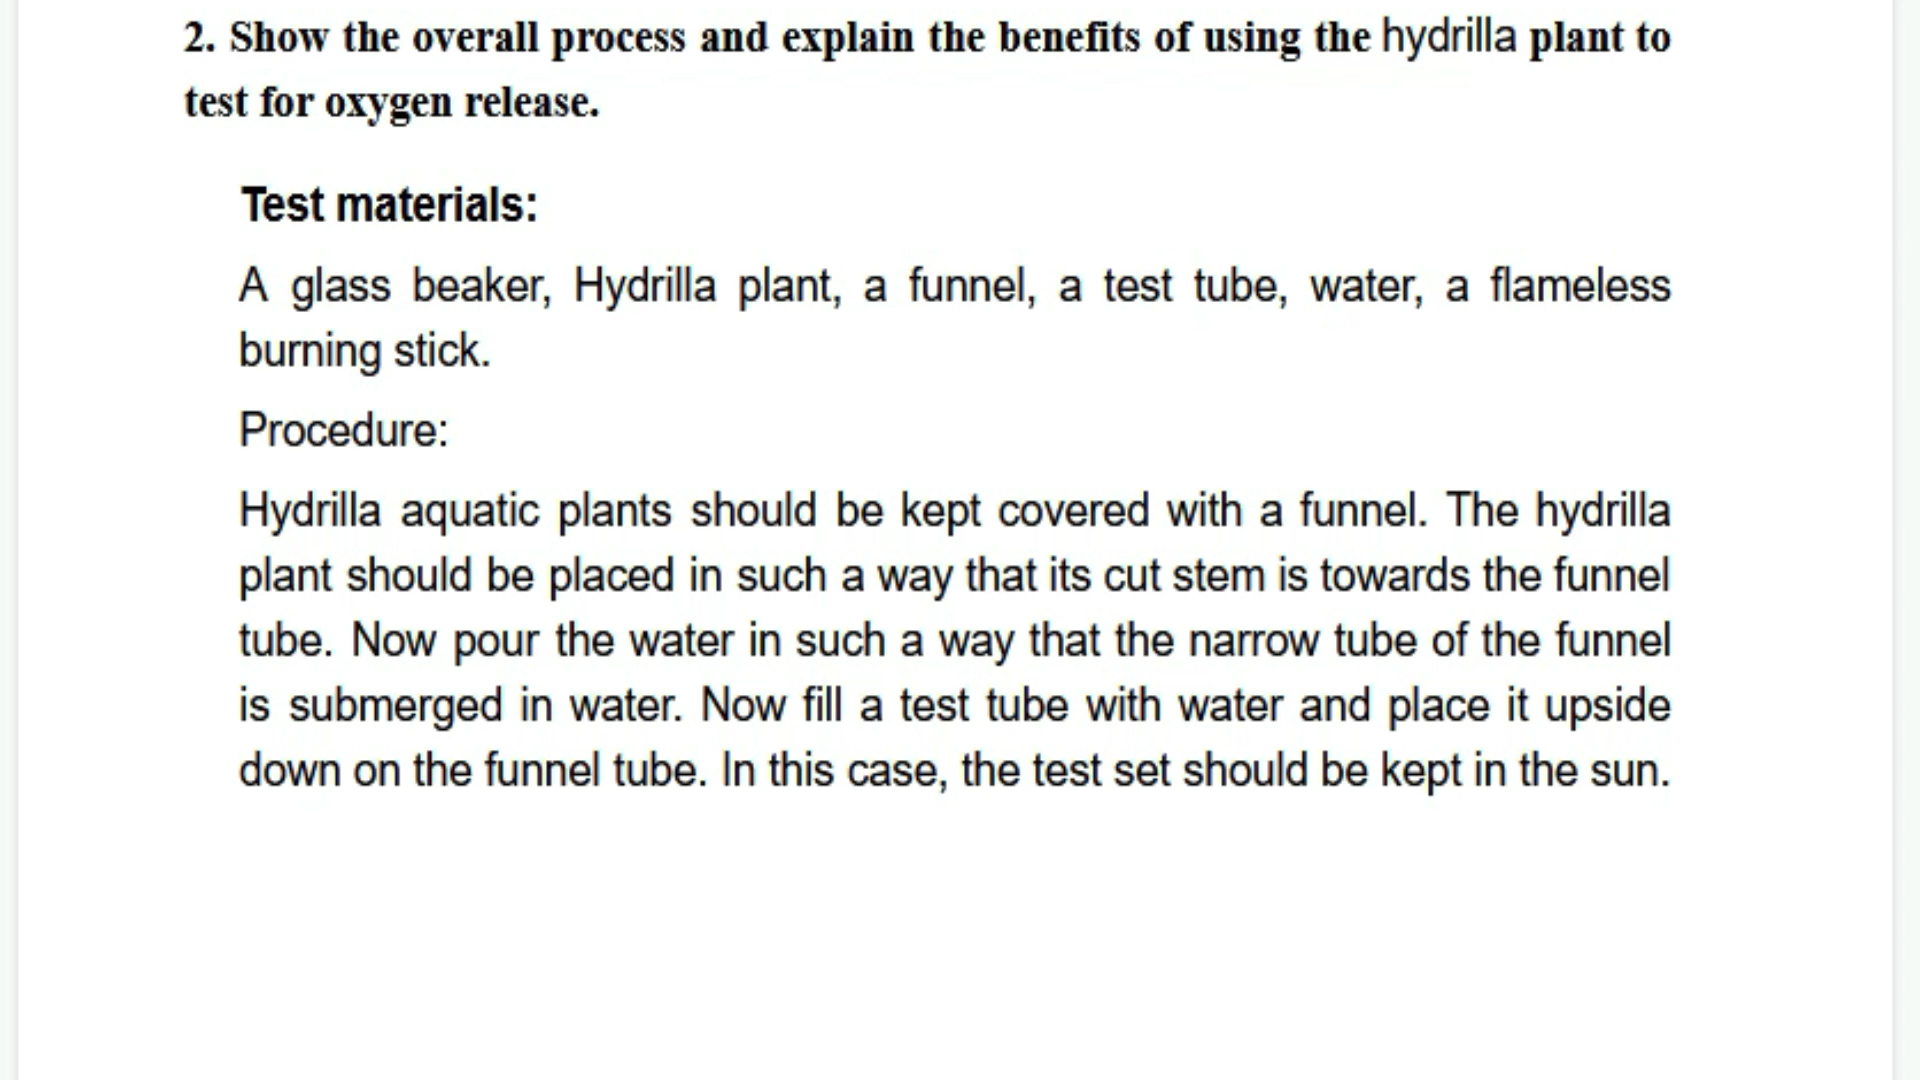 2. Show the overall process and explain the benefits of using the hydrilla plant to
test for oxygen release.
Test materials:
A glass beaker, Hydrilla plant, a funnel, a test tube, water, a flameless
burning stick.
Procedure:
Hydrilla aquatic plants should be kept covered with a funnel. The hydrilla
plant should be placed in such a way that its cut stem is towards the funnel
tube. Now pour the water in such a way that the narrow tube of the funnel
is submerged in water. Now fill a test tube with water and place it upside
down on the funnel tube. In this case, the test set should be kept in the sun.